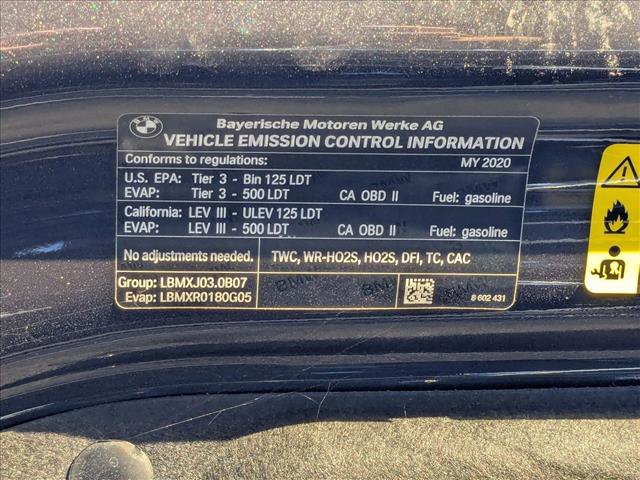 BMW
Bayerische Motoren Werke AG
VEHICLE EMISSION CONTROL INFORMATION
Conforms to regulations: MY 2020
U.S. EPA: Tier 3 - Bin 125 LDT
EVAP: Tier 3 - 500 LDT CA OBD II Fuel: gasoline
California: LEV III - ULEV 125 LDT
EVAP: LEV III - 500 LDT CA OBD II Fuel: gasoline
No adjustments needed. TWC, WR-HO2S, HO2S, DFI, TC, CAC
Group: LBMXJ03.0B07
Evap: LBMXR0180G05
8 602 431